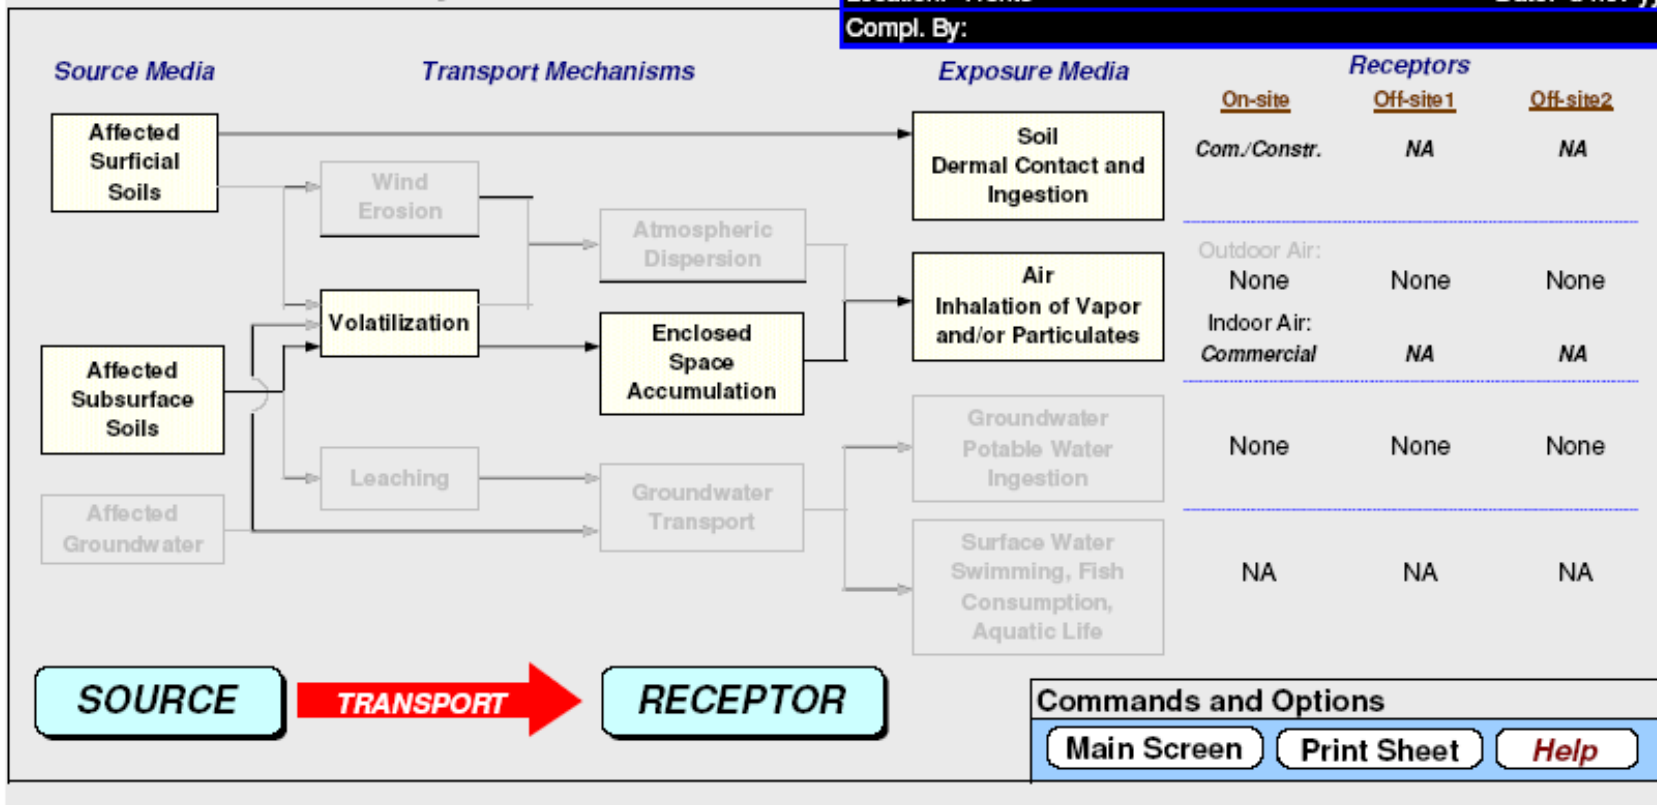 Compl. By:
Source Media
Transport Mechanisms
Exposure Media
Receptors
On-site
Off-site1
Off-site2
Affected
Surficial
Soils
Wind
Erosion
Atmospheric
Dispersion
Volatilization
Enclosed
Space
Accumulation
Affected
Subsurface
Soils
Leaching
Groundwater
Transport
Affected
Groundwater
Soil
Dermal Contact and
Ingestion
Com./Constr. NA NA
Air
Inhalation of Vapor
and/or Particulates
Outdoor Air:
None None None
Indoor Air:
Commercial NA NA
Groundwater
Potable Water
Ingestion
None None None
Surface Water
Swimming, Fish
Consumption,
Aquatic Life
NA NA NA
SOURCE
TRANSPORT
RECEPTOR
Commands and Options
Main Screen
Print Sheet
Help